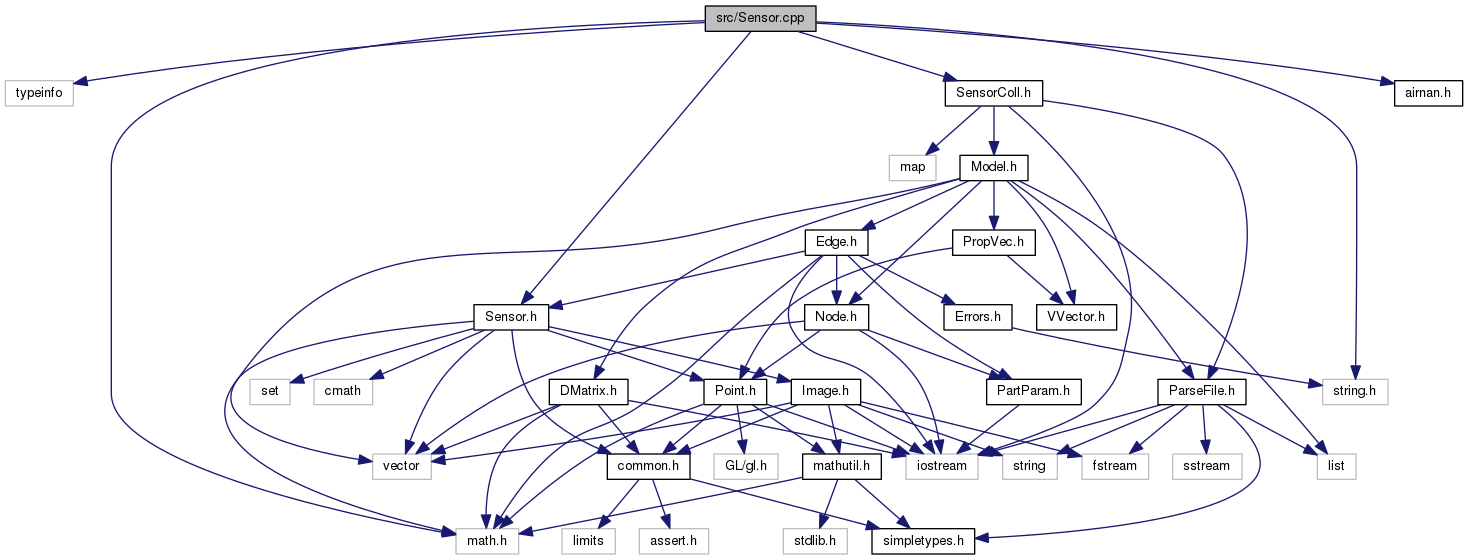 src/Sensor.cpp
typeinfo
SensorColl.h
airnan.h
map
Model.h
Edge.h
PropVec.h
Sensor.h
Node.h
Errors.h
VVector.h
set
cmath
DMatrix.h
Point.h
Image.h
PartParam.h
ParseFile.h
string.h
vector
common.h
GL/gl.h
mathutil.h
iostream
string
fstream
sstream
list
math.h
limits
assert.h
stdlib.h
simpletypes.h